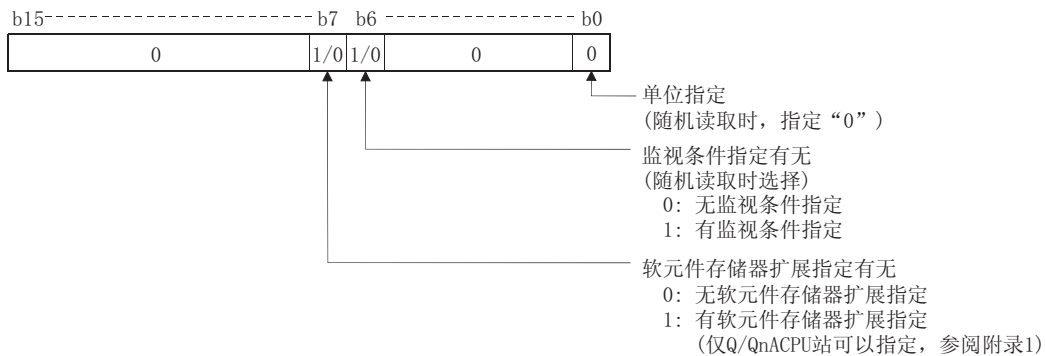 b15 b7 b6 b0
0 1/0 1/0 0 0
单位指定
(随机读取时，指定“0”)
监视条件指定有无
(随机读取时选择)
0: 无监视条件指定
1: 有监视条件指定
软元件存储器扩展指定有无
0: 无软元件存储器扩展指定
1: 有软元件存储器扩展指定
(仅Q/QnACPU站可以指定，参阅附录1)